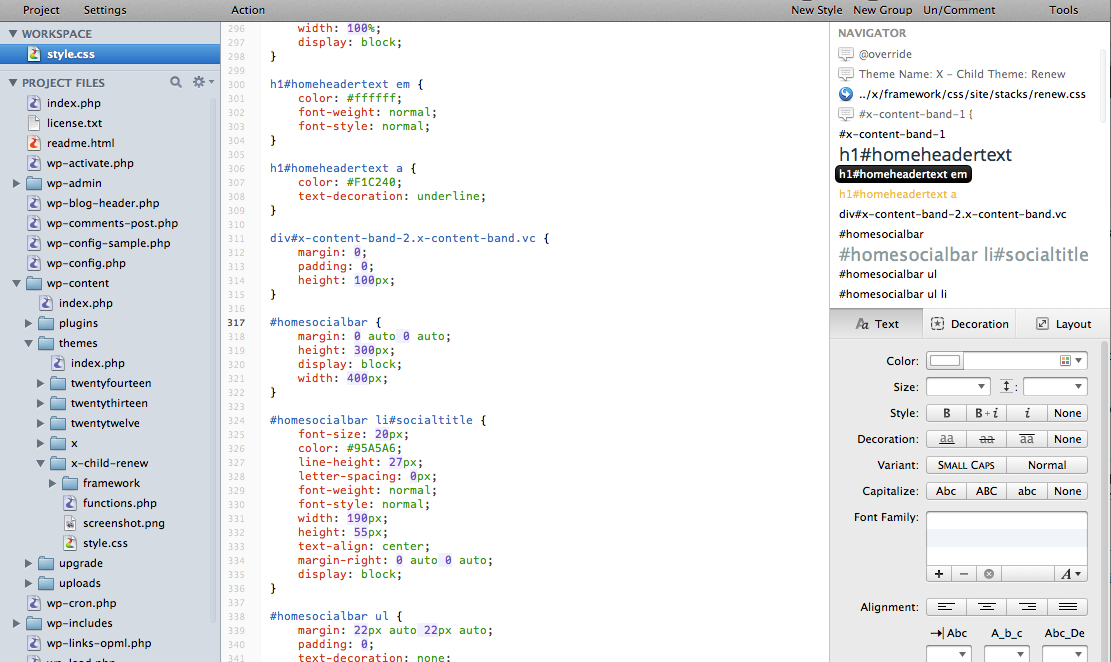 Project Settings Action New Style New Group Un/Comment Tools
WORKSPACE
style.css
PROJECT FILES
index.php
license.txt
readme.html
wp-activate.php
wp-admin
wp-blog-header.php
wp-comments-post.php
wp-config-sample.php
wp-config.php
wp-content
index.php
plugins
themes
index.php
twentyfourteen
twentythirteen
twentytwelve
x
x-child-renew
framework
functions.php
screenshot.png
style.css
upgrade
uploads
wp-cron.php
wp-includes
wp-links-opml.php
wp-load.php
296 width: 100%;
297 display: block;
298 }
299
300 h1#homeheadertext em {
301 color: #ffffff;
302 font-weight: normal;
303 font-style: normal;
304 }
305
306 h1#homeheadertext a {
307 color: #F1C240;
308 text-decoration: underline;
309 }
310
311 div#x-content-band-2.x-content-band.vc {
312 margin: 0;
313 padding: 0;
314 height: 100px;
315 }
316
317 #homesocialbar {
318 margin: 0 auto 0 auto;
319 height: 300px;
320 display: block;
321 width: 400px;
322 }
323
324 #homesocialbar li#socialtitle {
325 font-size: 20px;
326 color: #95A5A6;
327 line-height: 27px;
328 letter-spacing: 0px;
329 font-weight: normal;
330 font-style: normal;
331 width: 190px;
332 height: 55px;
333 text-align: center;
334 margin-right: 0 auto 0 auto;
335 display: block;
336 }
337
338 #homesocialbar ul {
339 margin: 22px auto 22px auto;
340 padding: 0;
341 text-decoration: none;
NAVIGATOR
@override
Theme Name: X - Child Theme: Renew
../x/framework/css/site/stacks/renew.css
#x-content-band-1 {
#x-content-band-1
h1#homeheadertext
h1#homeheadertext em
h1#homeheadertext a
div#x-content-band-2.x-content-band.vc
#homesocialbar
#homesocialbar li#socialtitle
#homesocialbar ul
#homesocialbar ul li
Aa Text Decoration Layout
Color:
Size: :
Style: B B+i i None
Decoration: aa aa aa None
Variant: SMALL CAPS Normal
Capitalize: Abc ABC abc None
Font Family:
+ − A
Alignment:
Abc A_b_c Abc_De